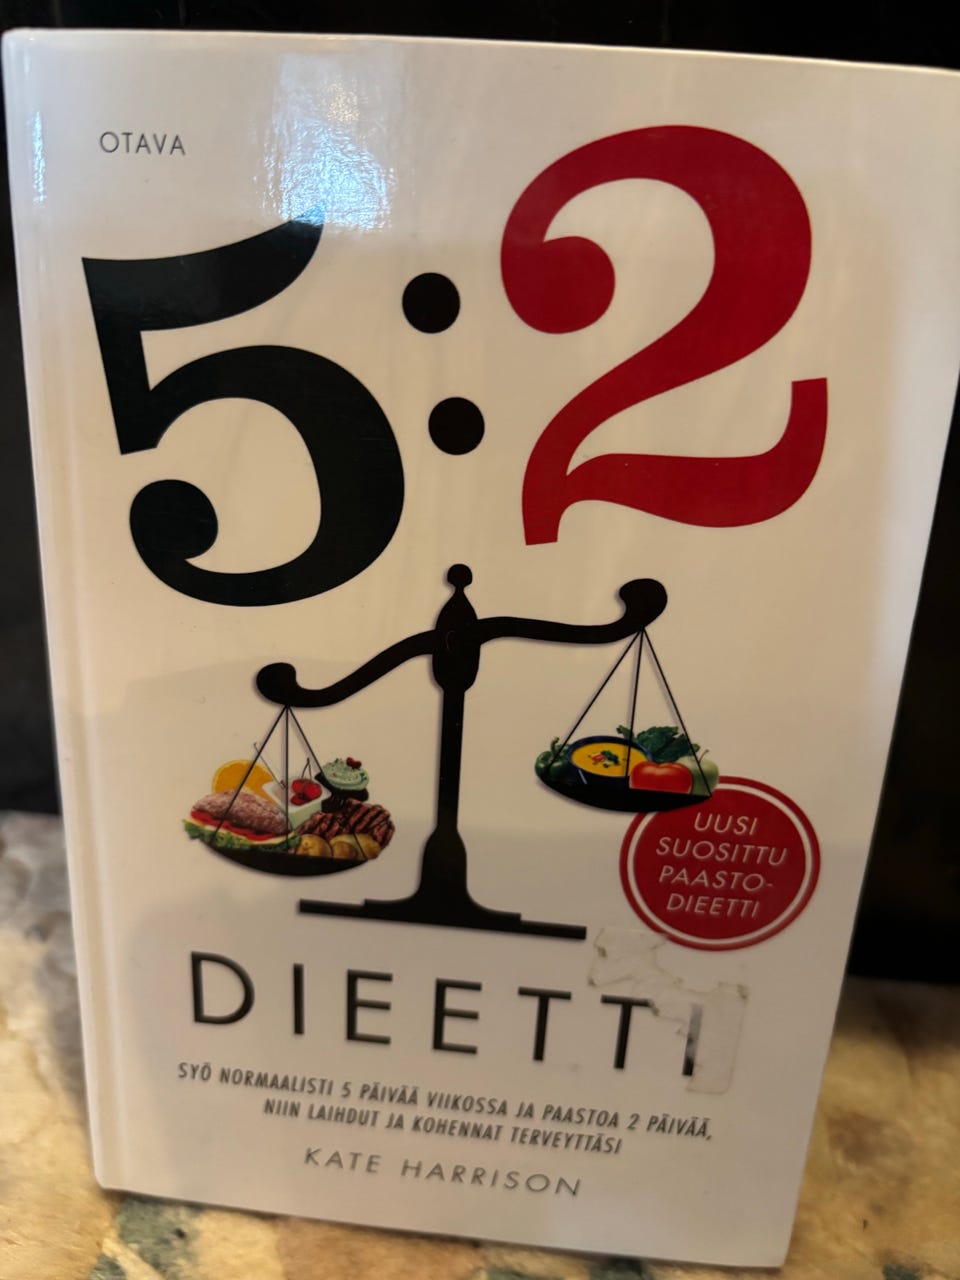 OTAVA
5:2
UUSI
SUOSITTU
PAASTO-
DIEETTI
DIEETTI
SYÖ NORMAALISTI 5 PÄIVÄÄ VIIKOSSA JA PAASTOA 2 PÄIVÄÄ,
NIIN LAIHDUT JA KOHENNAT TERVEYTTÄSI
KATE HARRISON